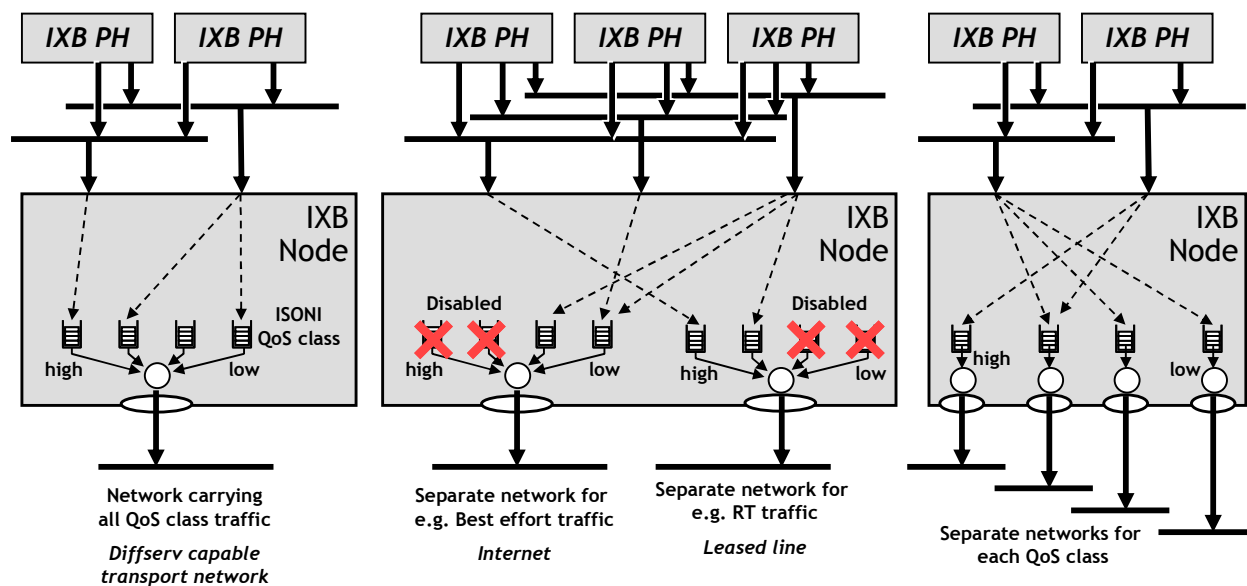 IXB PH
IXB PH
IXB
Node
ISONI
QoS class
high
low
Network carrying
all QoS class traffic
Diffserv capable
transport network
IXB PH
IXB PH
IXB PH
IXB
Node
Disabled
Disabled
high
low
high
low
Separate network for
e.g. Best effort traffic
Internet
Separate network for
e.g. RT traffic
Leased line
IXB PH
IXB PH
IXB
Node
high
low
Separate networks for
each QoS class